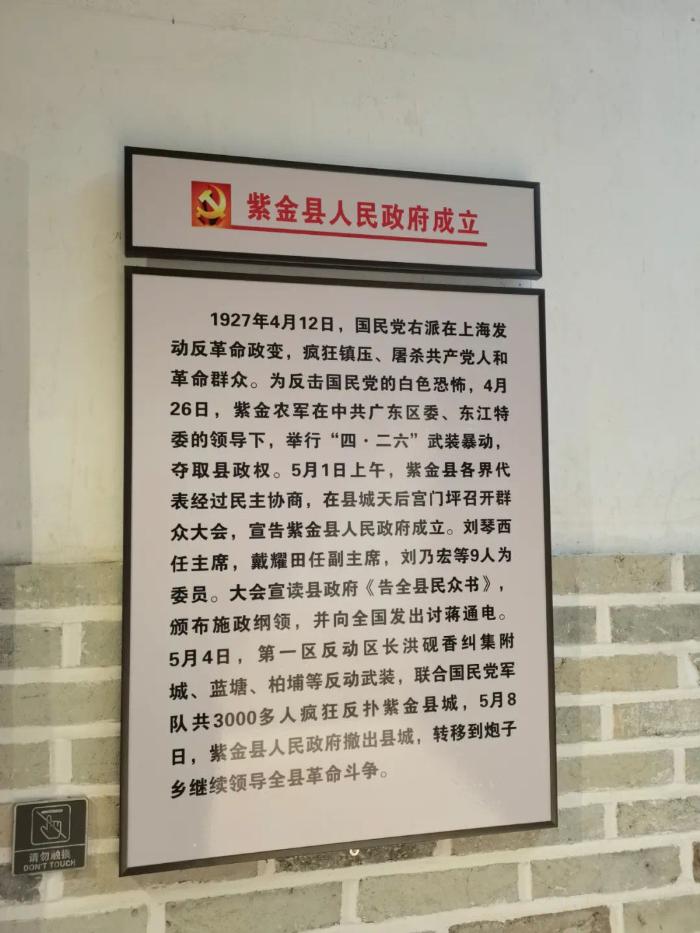 紫金县人民政府成立
1927年4月12日，国民党右派在上海发
动反革命政变，疯狂镇压、屠杀共产党人和
革命群众。为反击国民党的白色恐怖，4月
26日，紫金农军在中共广东区委、东江特
委的领导下，举行“四·二六”武装暴动，
夺取县政权。5月1日上午，紫金县各界代
表经过民主协商，在县城天后宫门坪召开群
众大会，宣告紫金县人民政府成立。刘琴西
任主席，戴耀田任副主席，刘乃宏等9人为
委员。大会宣读县政府《告全县民众书》，
颁布施政纲领，并向全国发出讨蒋通电。
5月4日，第一区反动区长洪砚香纠集附
城、蓝塘、柏埔等反动武装，联合国民党军
队共3000多人疯狂反扑紫金县城，5月8
日，紫金县人民政府撤出县城，转移到炮子
乡继续领导全县革命斗争。
请勿触摸
DON'T TOUCH